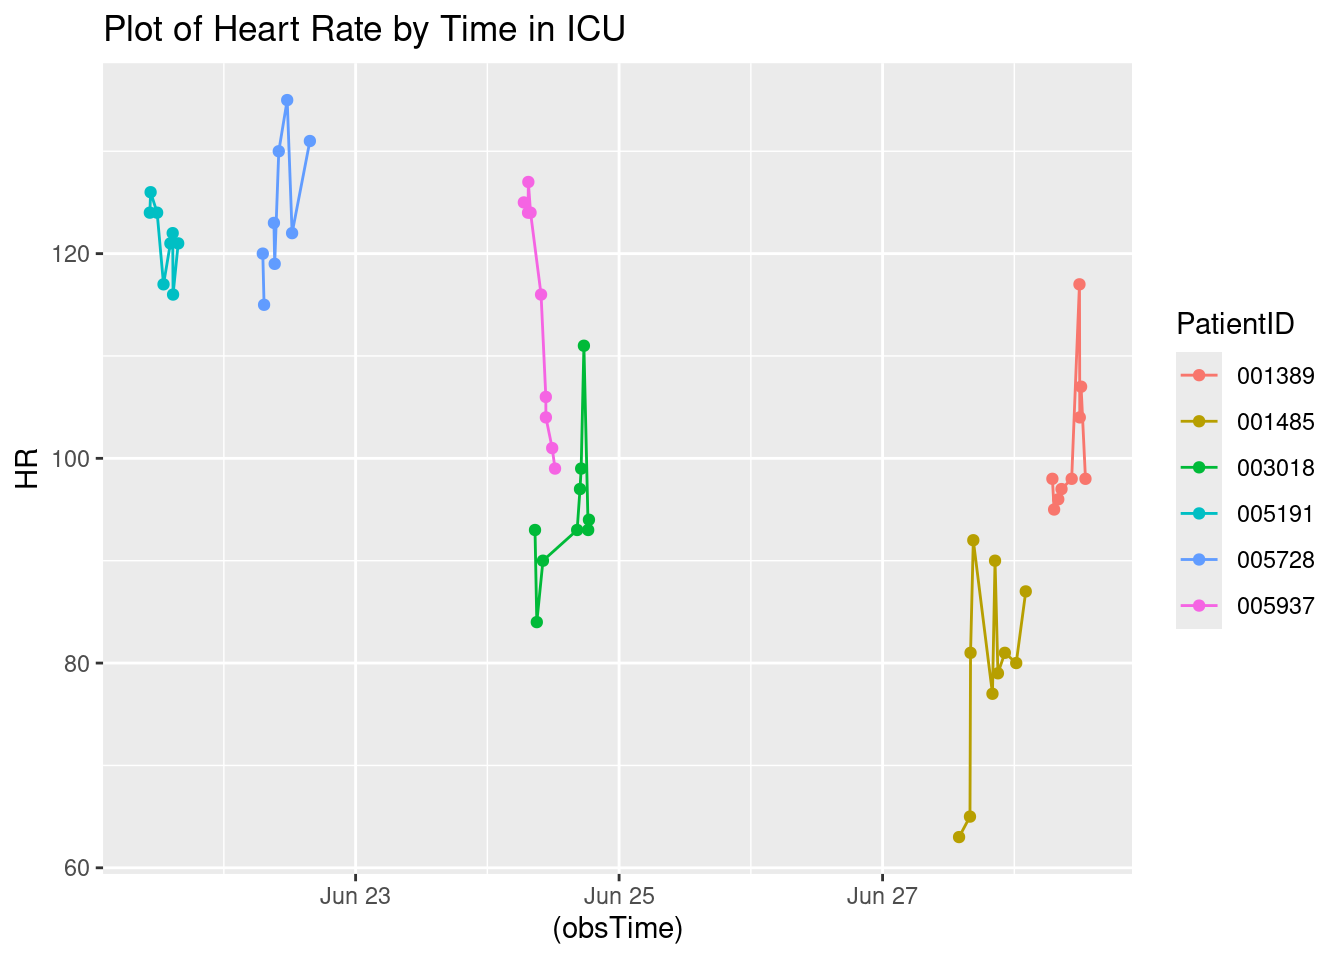 Plot of Heart Rate by Time in ICU
120
100
80
60
HR
Jun 23
Jun 25
Jun 27
(obsTime)
PatientID
001389
001485
003018
005191
005728
005937